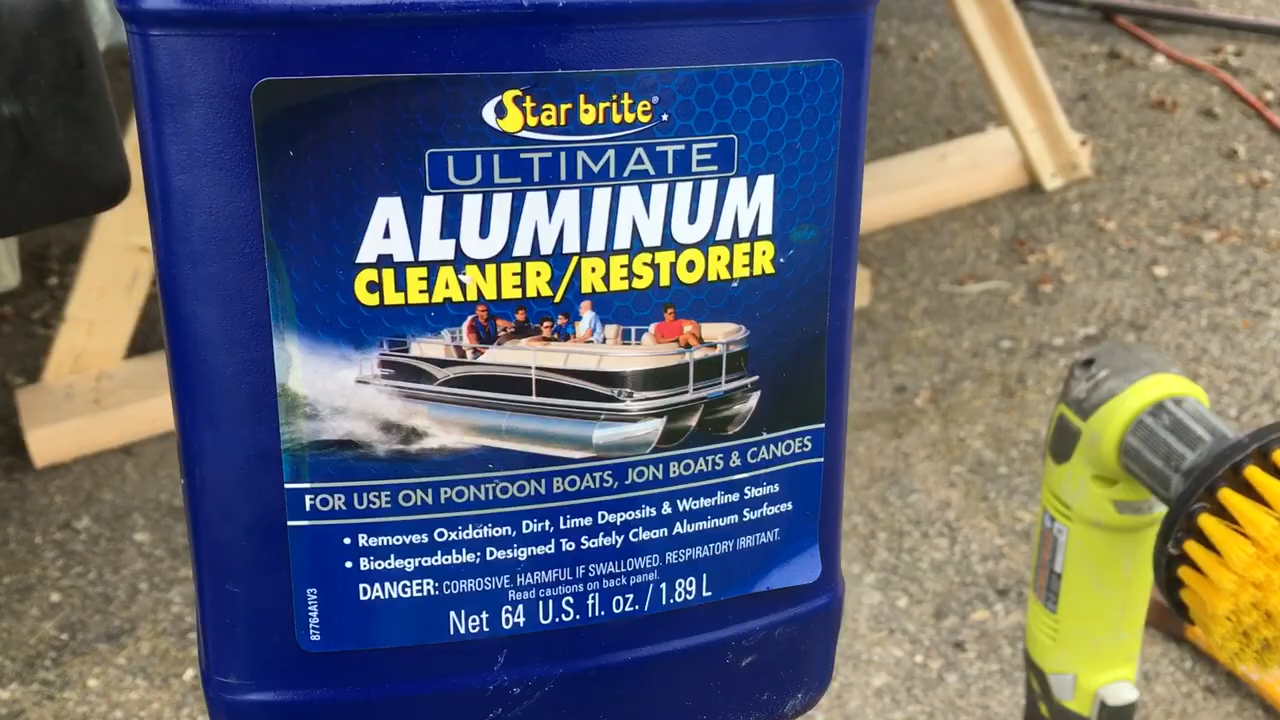 Star brite®
ULTIMATE
ALUMINUM
CLEANER/RESTORER
FOR USE ON PONTOON BOATS, JON BOATS & CANOES
• Removes Oxidation, Dirt, Lime Deposits & Waterline Stains
• Biodegradable; Designed To Safely Clean Aluminum Surfaces
DANGER: CORROSIVE. HARMFUL IF SWALLOWED. RESPIRATORY IRRITANT.
Read cautions on back panel.
Net 64 U.S. fl. oz. / 1.89 L
87764A1V3